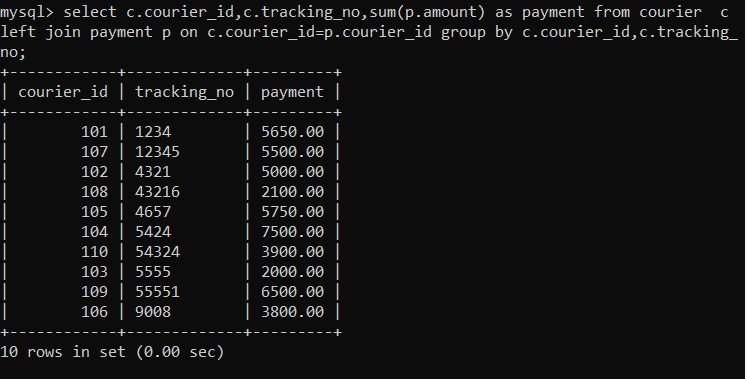 mysql> select c.courier_id,c.tracking_no,sum(p.amount) as payment from courier  c
left join payment p on c.courier_id=p.courier_id group by c.courier_id,c.tracking_
no;
+------------+-------------+---------+
| courier_id | tracking_no | payment |
+------------+-------------+---------+
|        101 | 1234        | 5650.00 |
|        107 | 12345       | 5500.00 |
|        102 | 4321        | 5000.00 |
|        108 | 43216       | 2100.00 |
|        105 | 4657        | 5750.00 |
|        104 | 5424        | 7500.00 |
|        110 | 54324       | 3900.00 |
|        103 | 5555        | 2000.00 |
|        109 | 55551       | 6500.00 |
|        106 | 9008        | 3800.00 |
+------------+-------------+---------+
10 rows in set (0.00 sec)